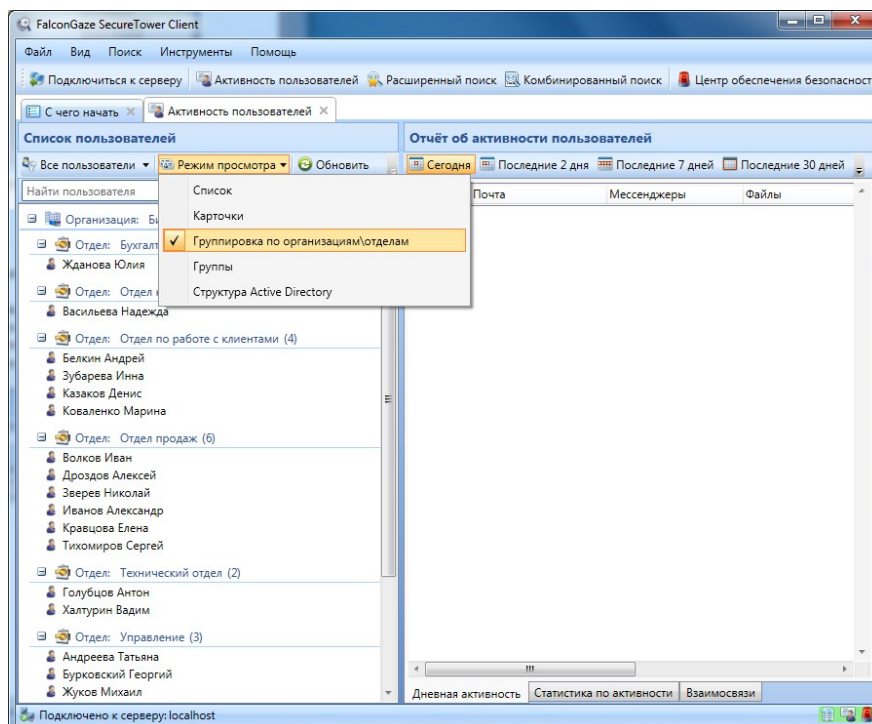 FalconGaze SecureTower Client
Файл Вид Поиск Инструменты Помощь
Подключиться к серверу Активность пользователей Расширенный поиск Комбинированный поиск Центр обеспечения безопасност
С чего начать Активность пользователей
Список пользователей
Все пользователи Режим просмотра Обновить
Найти пользователя
Список
Карточки
Группировка по организациям\отделам
Группы
Структура Active Directory
Организация:
Отдел: Бухгалт
Жданова Юлия
Отдел: Отдел
Васильева Надежда
Отдел: Отдел по работе с клиентами (4)
Белкин Андрей
Зубарева Инна
Казаков Денис
Коваленко Марина
Отдел: Отдел продаж (6)
Волков Иван
Дроздов Алексей
Зверев Николай
Иванов Александр
Кравцова Елена
Тихомиров Сергей
Отдел: Технический отдел (2)
Голубцов Антон
Халтурин Вадим
Отдел: Управление (3)
Андреева Татьяна
Бурковский Георгий
Жуков Михаил
Отчёт об активности пользователей
Сегодня Последние 2 дня Последние 7 дней Последние 30 дней
Почта Мессенджеры Файлы
Дневная активность Статистика по активности Взаимосвязи
Подключено к серверу: localhost